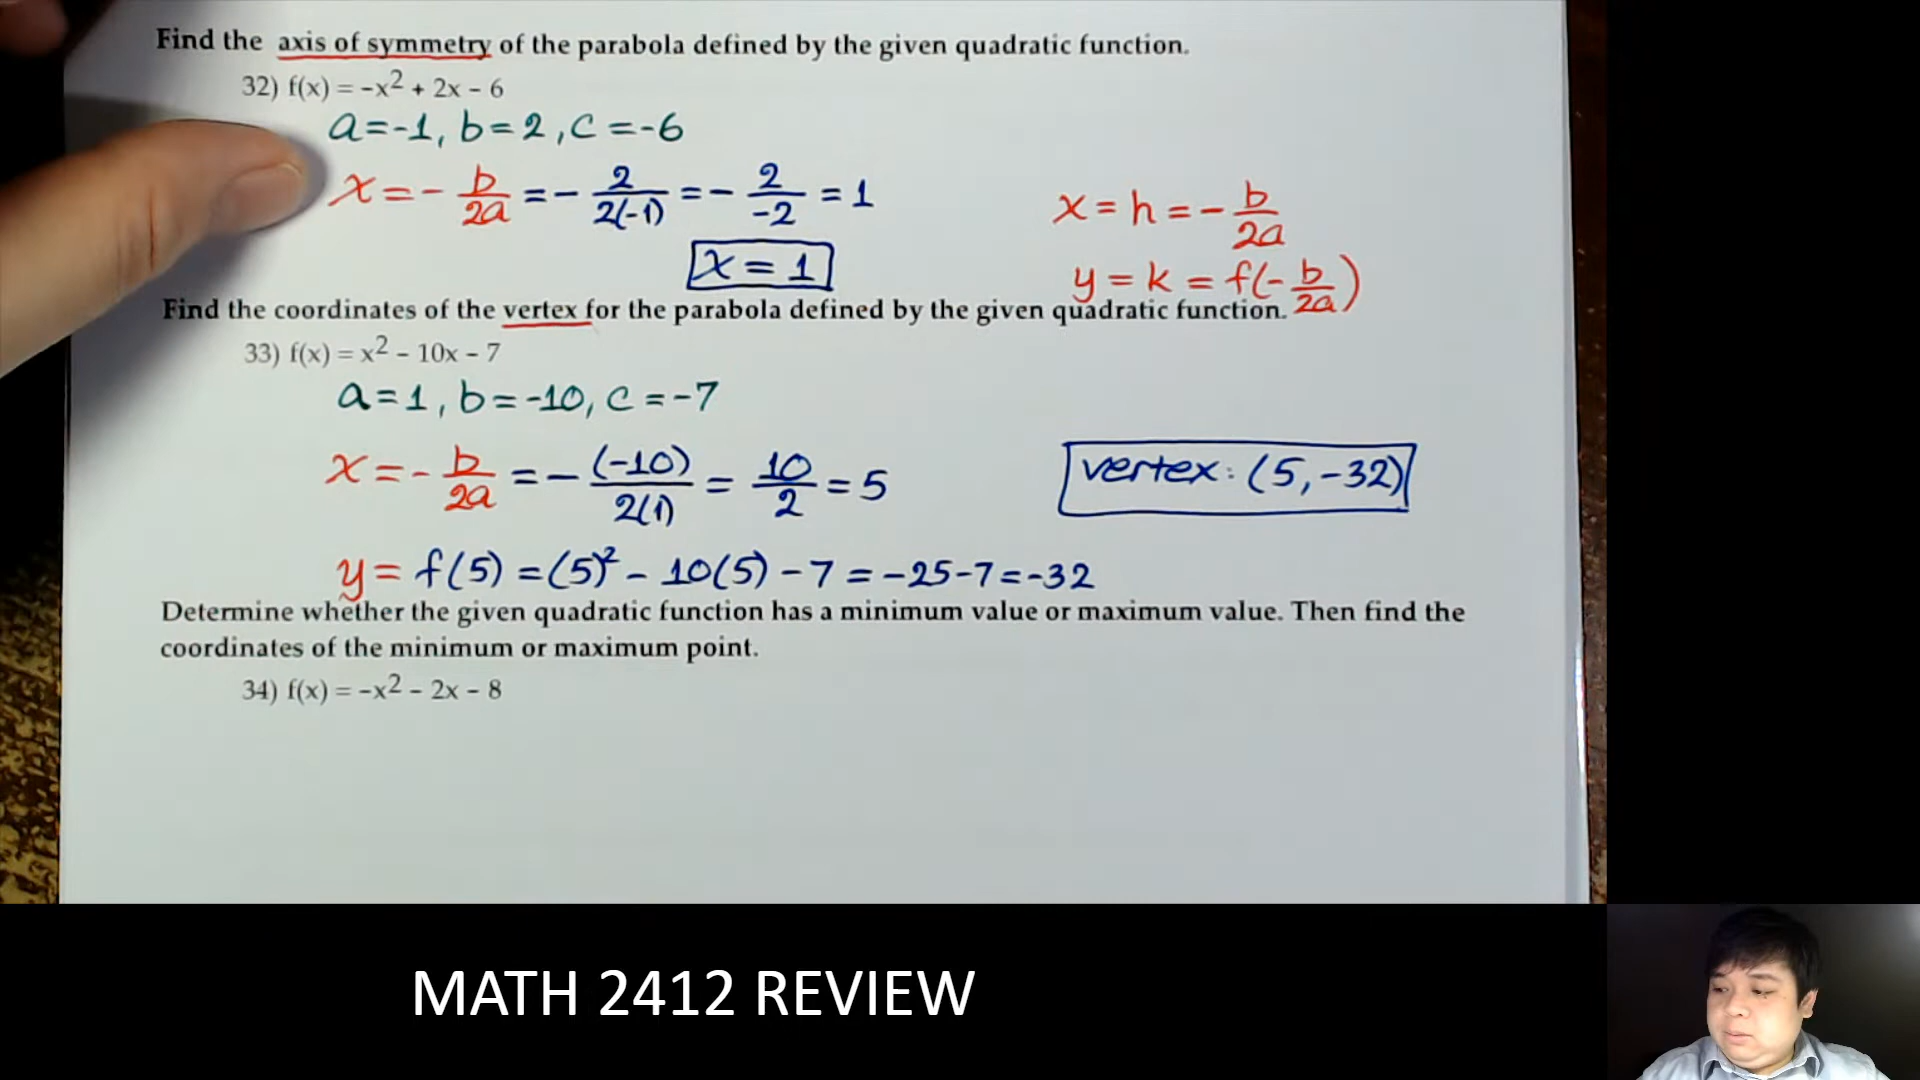 Find the axis of symmetry of the parabola defined by the given quadratic function.
32) f(x) = -x² + 2x - 6
a=-1, b=2, c=-6
x = - b/2a = - 2/2(-1) = - 2/-2 = 1
x = h = - b/2a
x = 1
y = k = f(- b/2a)
Find the coordinates of the vertex for the parabola defined by the given quadratic function.
33) f(x) = x² - 10x - 7
a=1, b=-10, c=-7
x = - b/2a = - (-10)/2(1) = 10/2 = 5
vertex: (5,-32)
y = f(5) = (5)² - 10(5) - 7 = -25-7 = -32
Determine whether the given quadratic function has a minimum value or maximum value. Then find the
coordinates of the minimum or maximum point.
34) f(x) = -x² - 2x - 8
MATH 2412 REVIEW